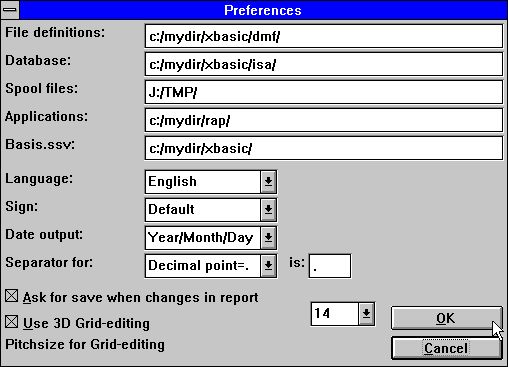 Preferences
File definitions: c:/mydir/xbasic/dmf/
Database: c:/mydir/xbasic/isa/
Spool files: J:/TMP/
Applications: c:/mydir/rap/
Basis.ssv: c:/mydir/xbasic/
Language: English
Sign: Default
Date output: Year/Month/Day
Separator for: Decimal point=. is: .
Ask for save when changes in report
14
OK
Use 3D Grid-editing
Pitchsize for Grid-editing
Cancel